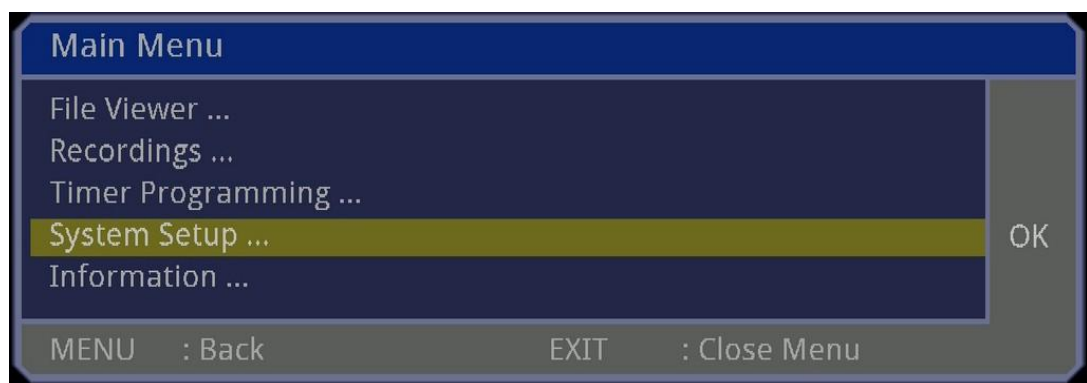 Main Menu
File Viewer ...
Recordings ...
Timer Programming ...
System Setup ...
OK
Information ...
MENU : Back EXIT : Close Menu